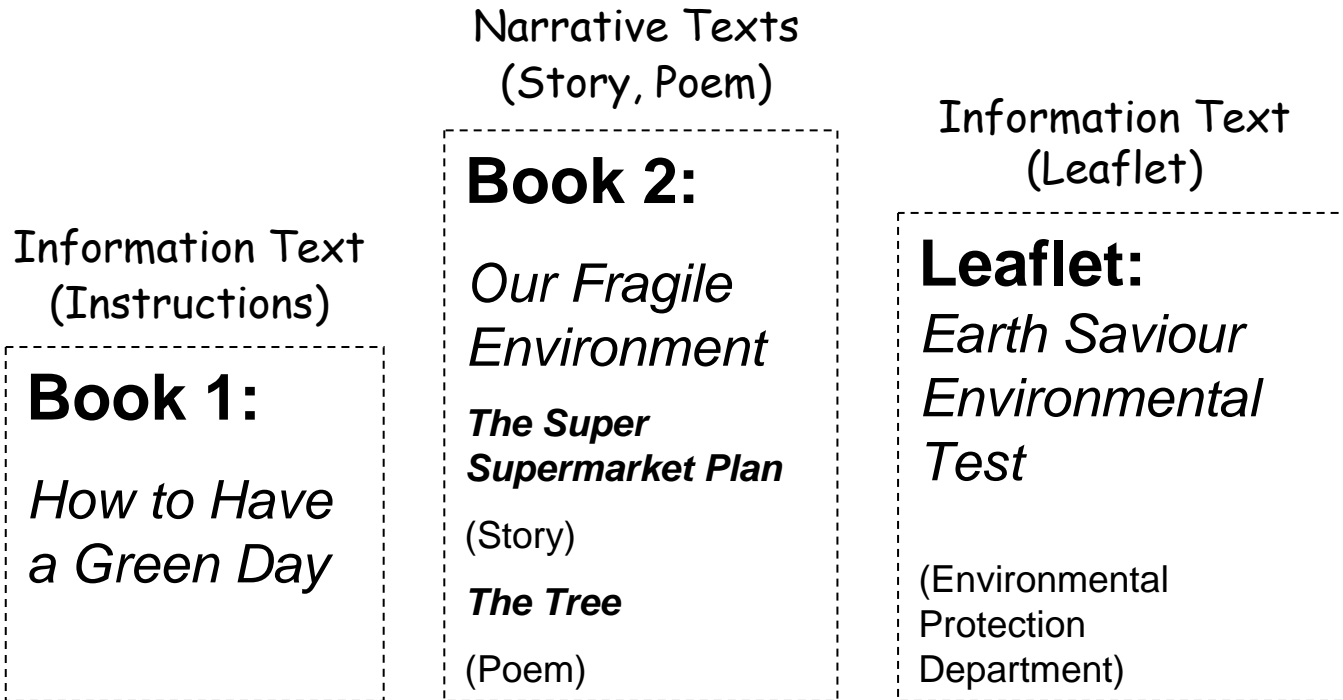 Information Text
(Instructions)
Book 1:
How to Have
a Green Day
Narrative Texts
(Story, Poem)
Book 2:
Our Fragile
Environment
The Super
Supermarket Plan
(Story)
The Tree
(Poem)
Information Text
(Leaflet)
Leaflet:
Earth Saviour
Environmental
Test
(Environmental
Protection
Department)